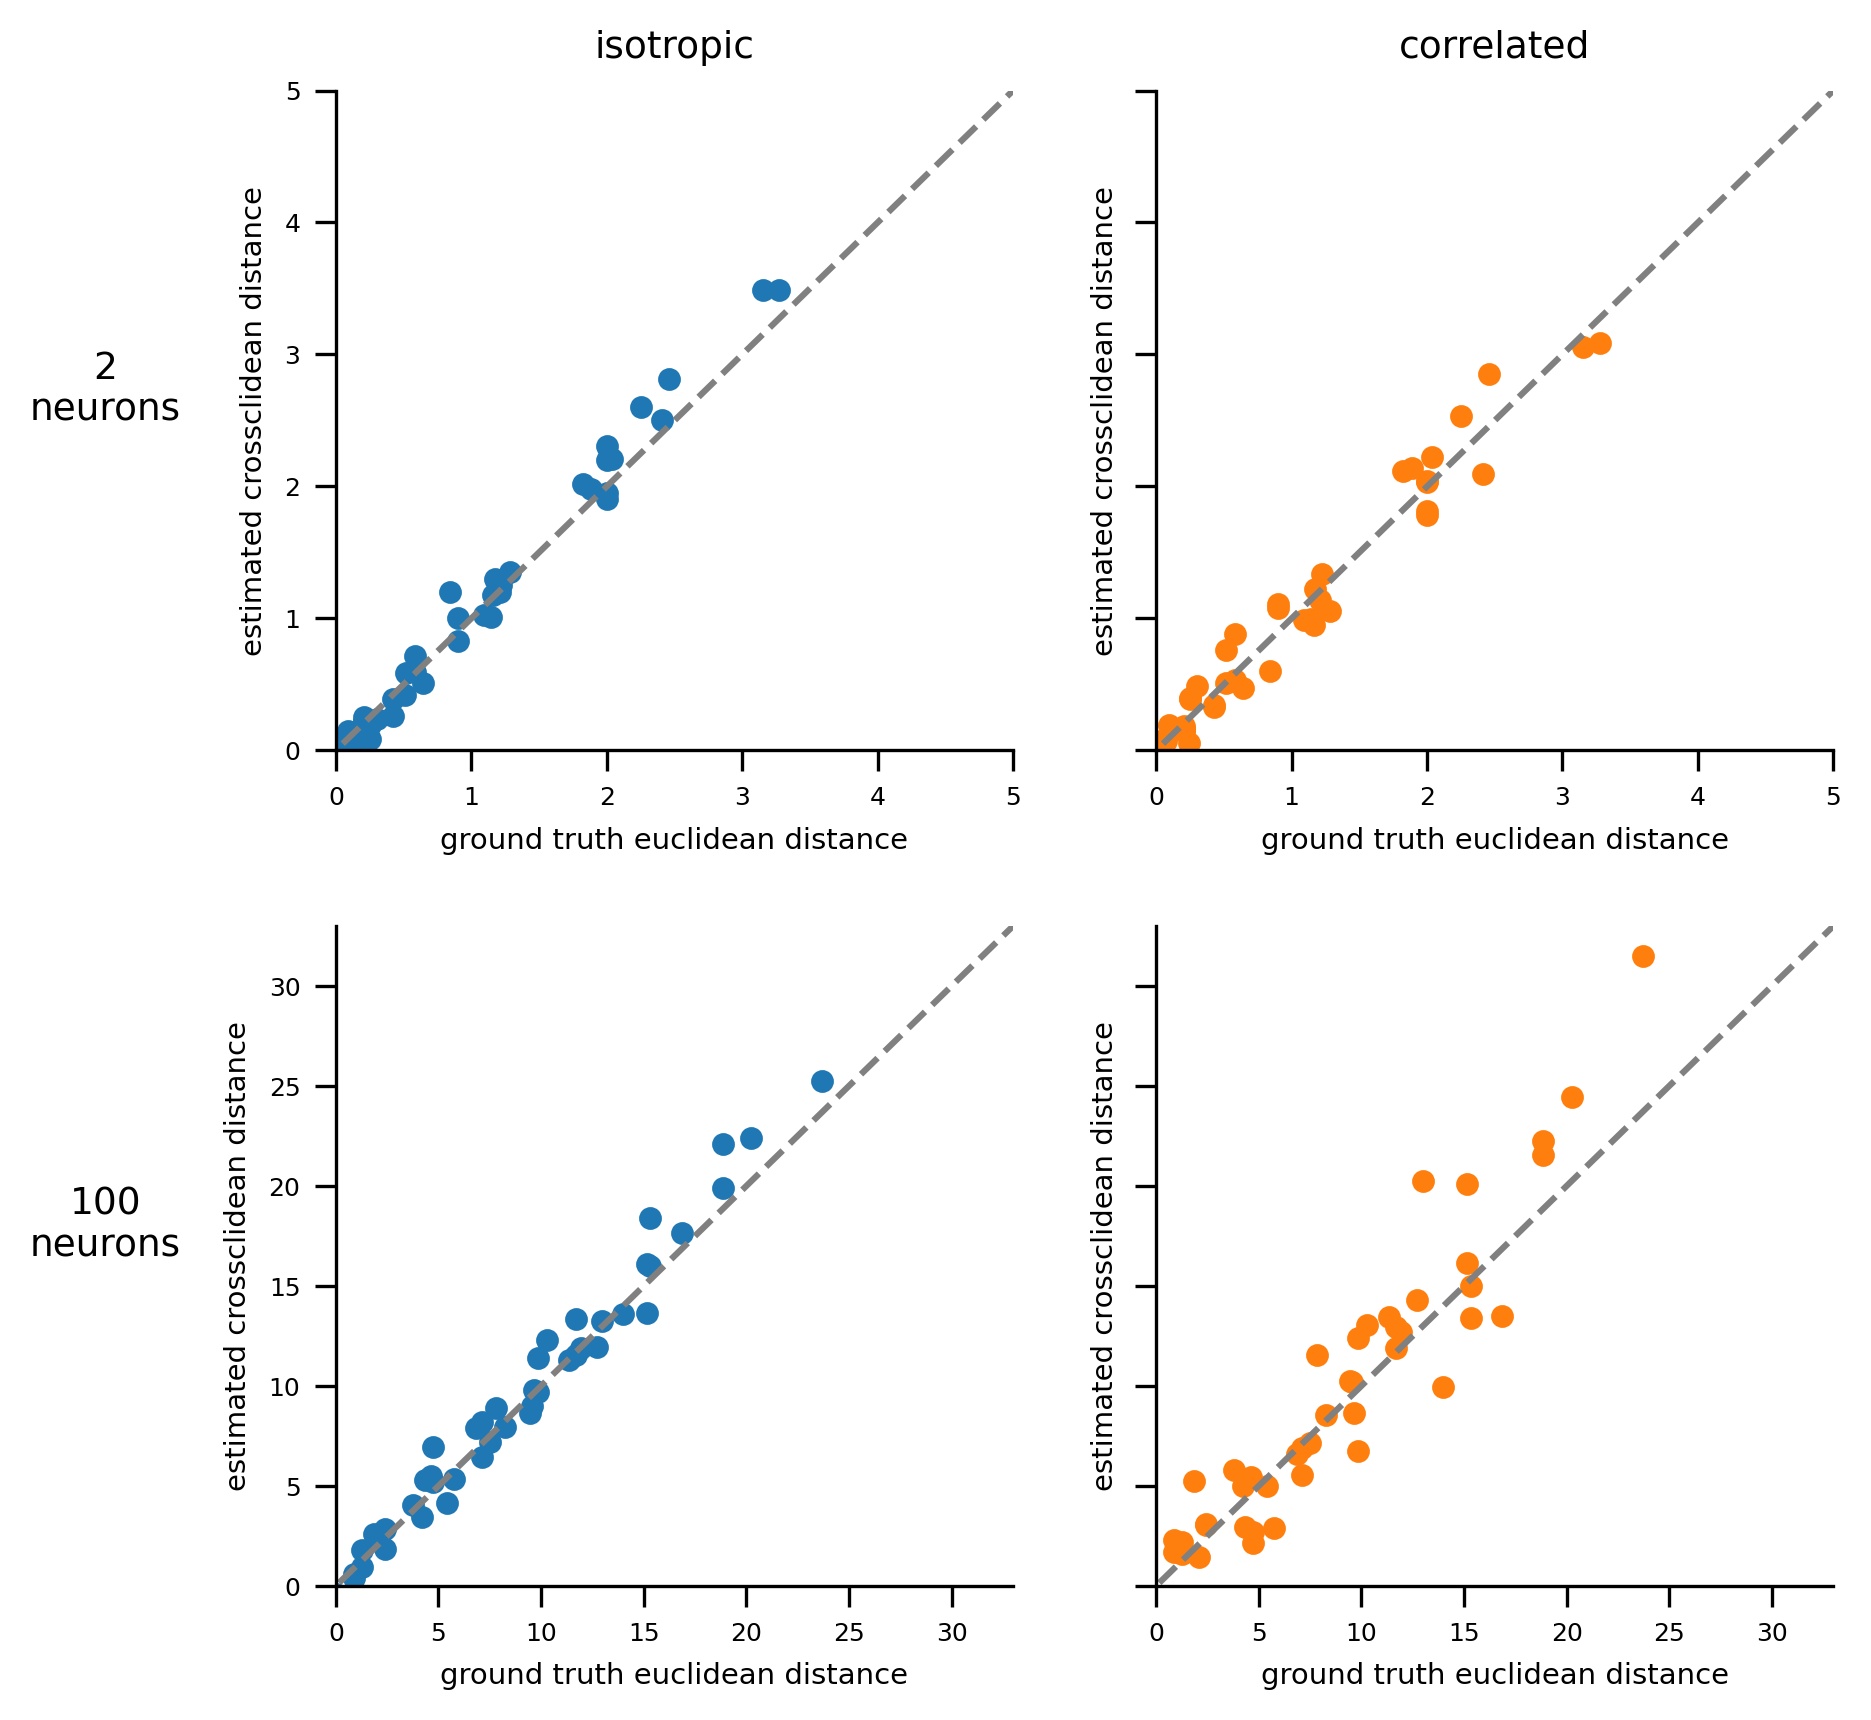 isotropic
correlated
2
neurons
estimated crossclidean distance
5
4
3
2
1
0
0 1 2 3 4 5
ground truth euclidean distance
estimated crossclidean distance
0 1 2 3 4 5
ground truth euclidean distance
100
neurons
estimated crossclidean distance
30
25
20
15
10
5
0
0 5 10 15 20 25 30
ground truth euclidean distance
estimated crossclidean distance
0 5 10 15 20 25 30
ground truth euclidean distance